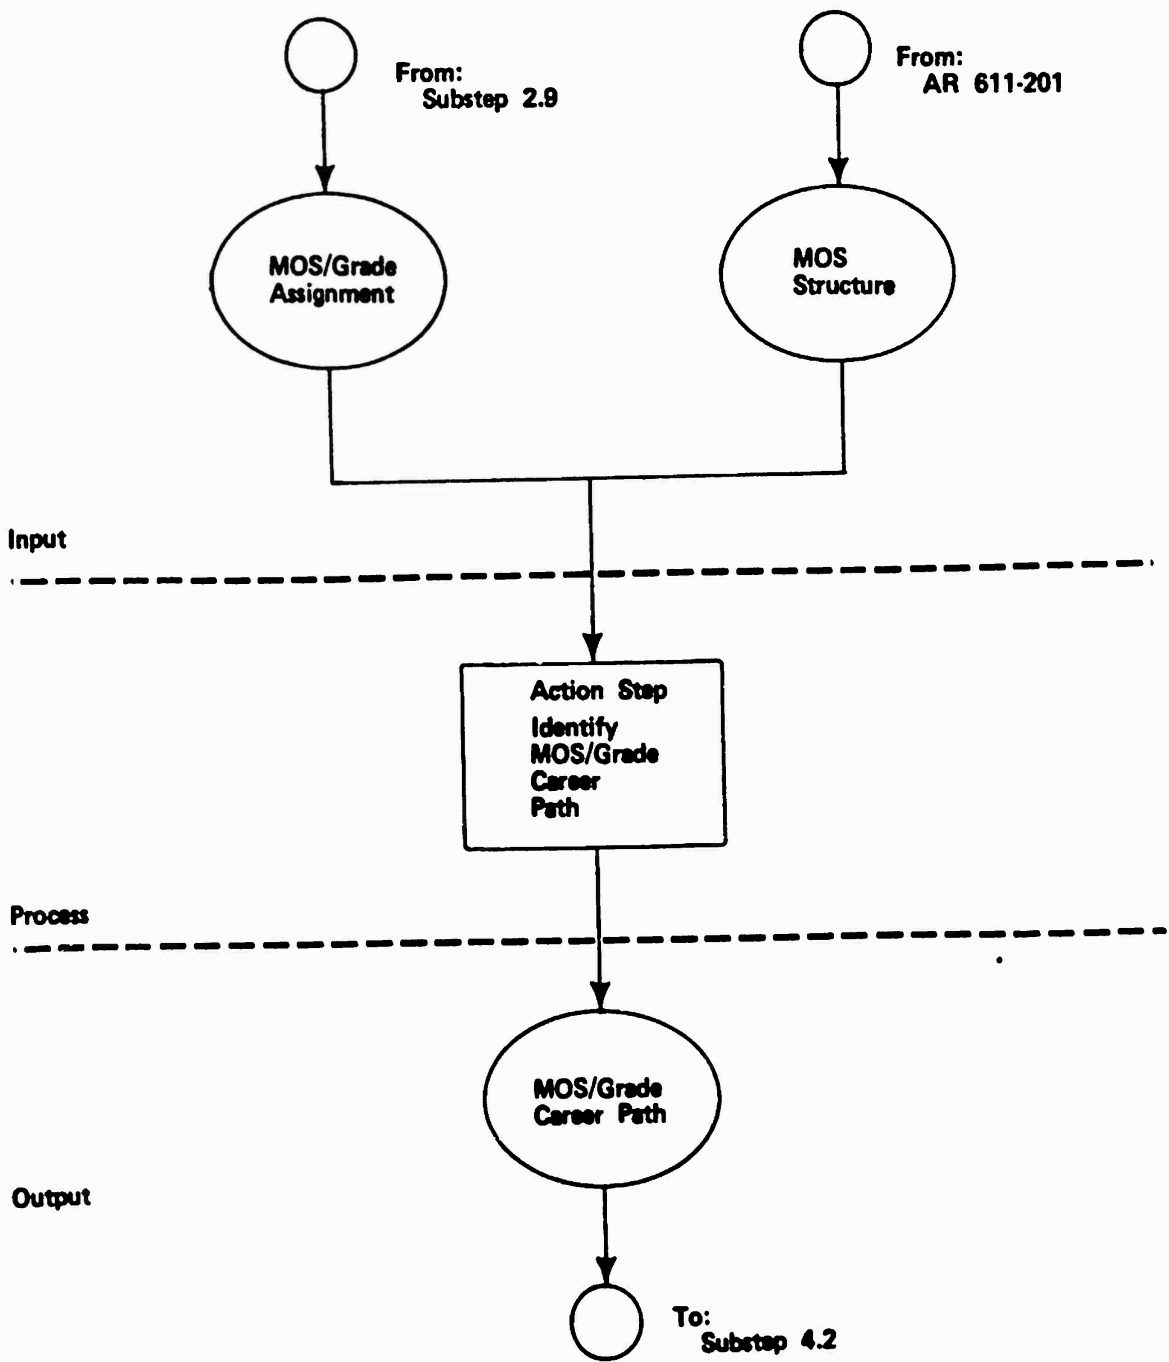 From:
Substep 2.9
From:
AR 611-201
MOS/Grade
Assignment
MOS
Structure
Input
Action Step
Identify
MOS/Grade
Career
Path
Process
MOS/Grade
Career Path
Output
To:
Substep 4.2